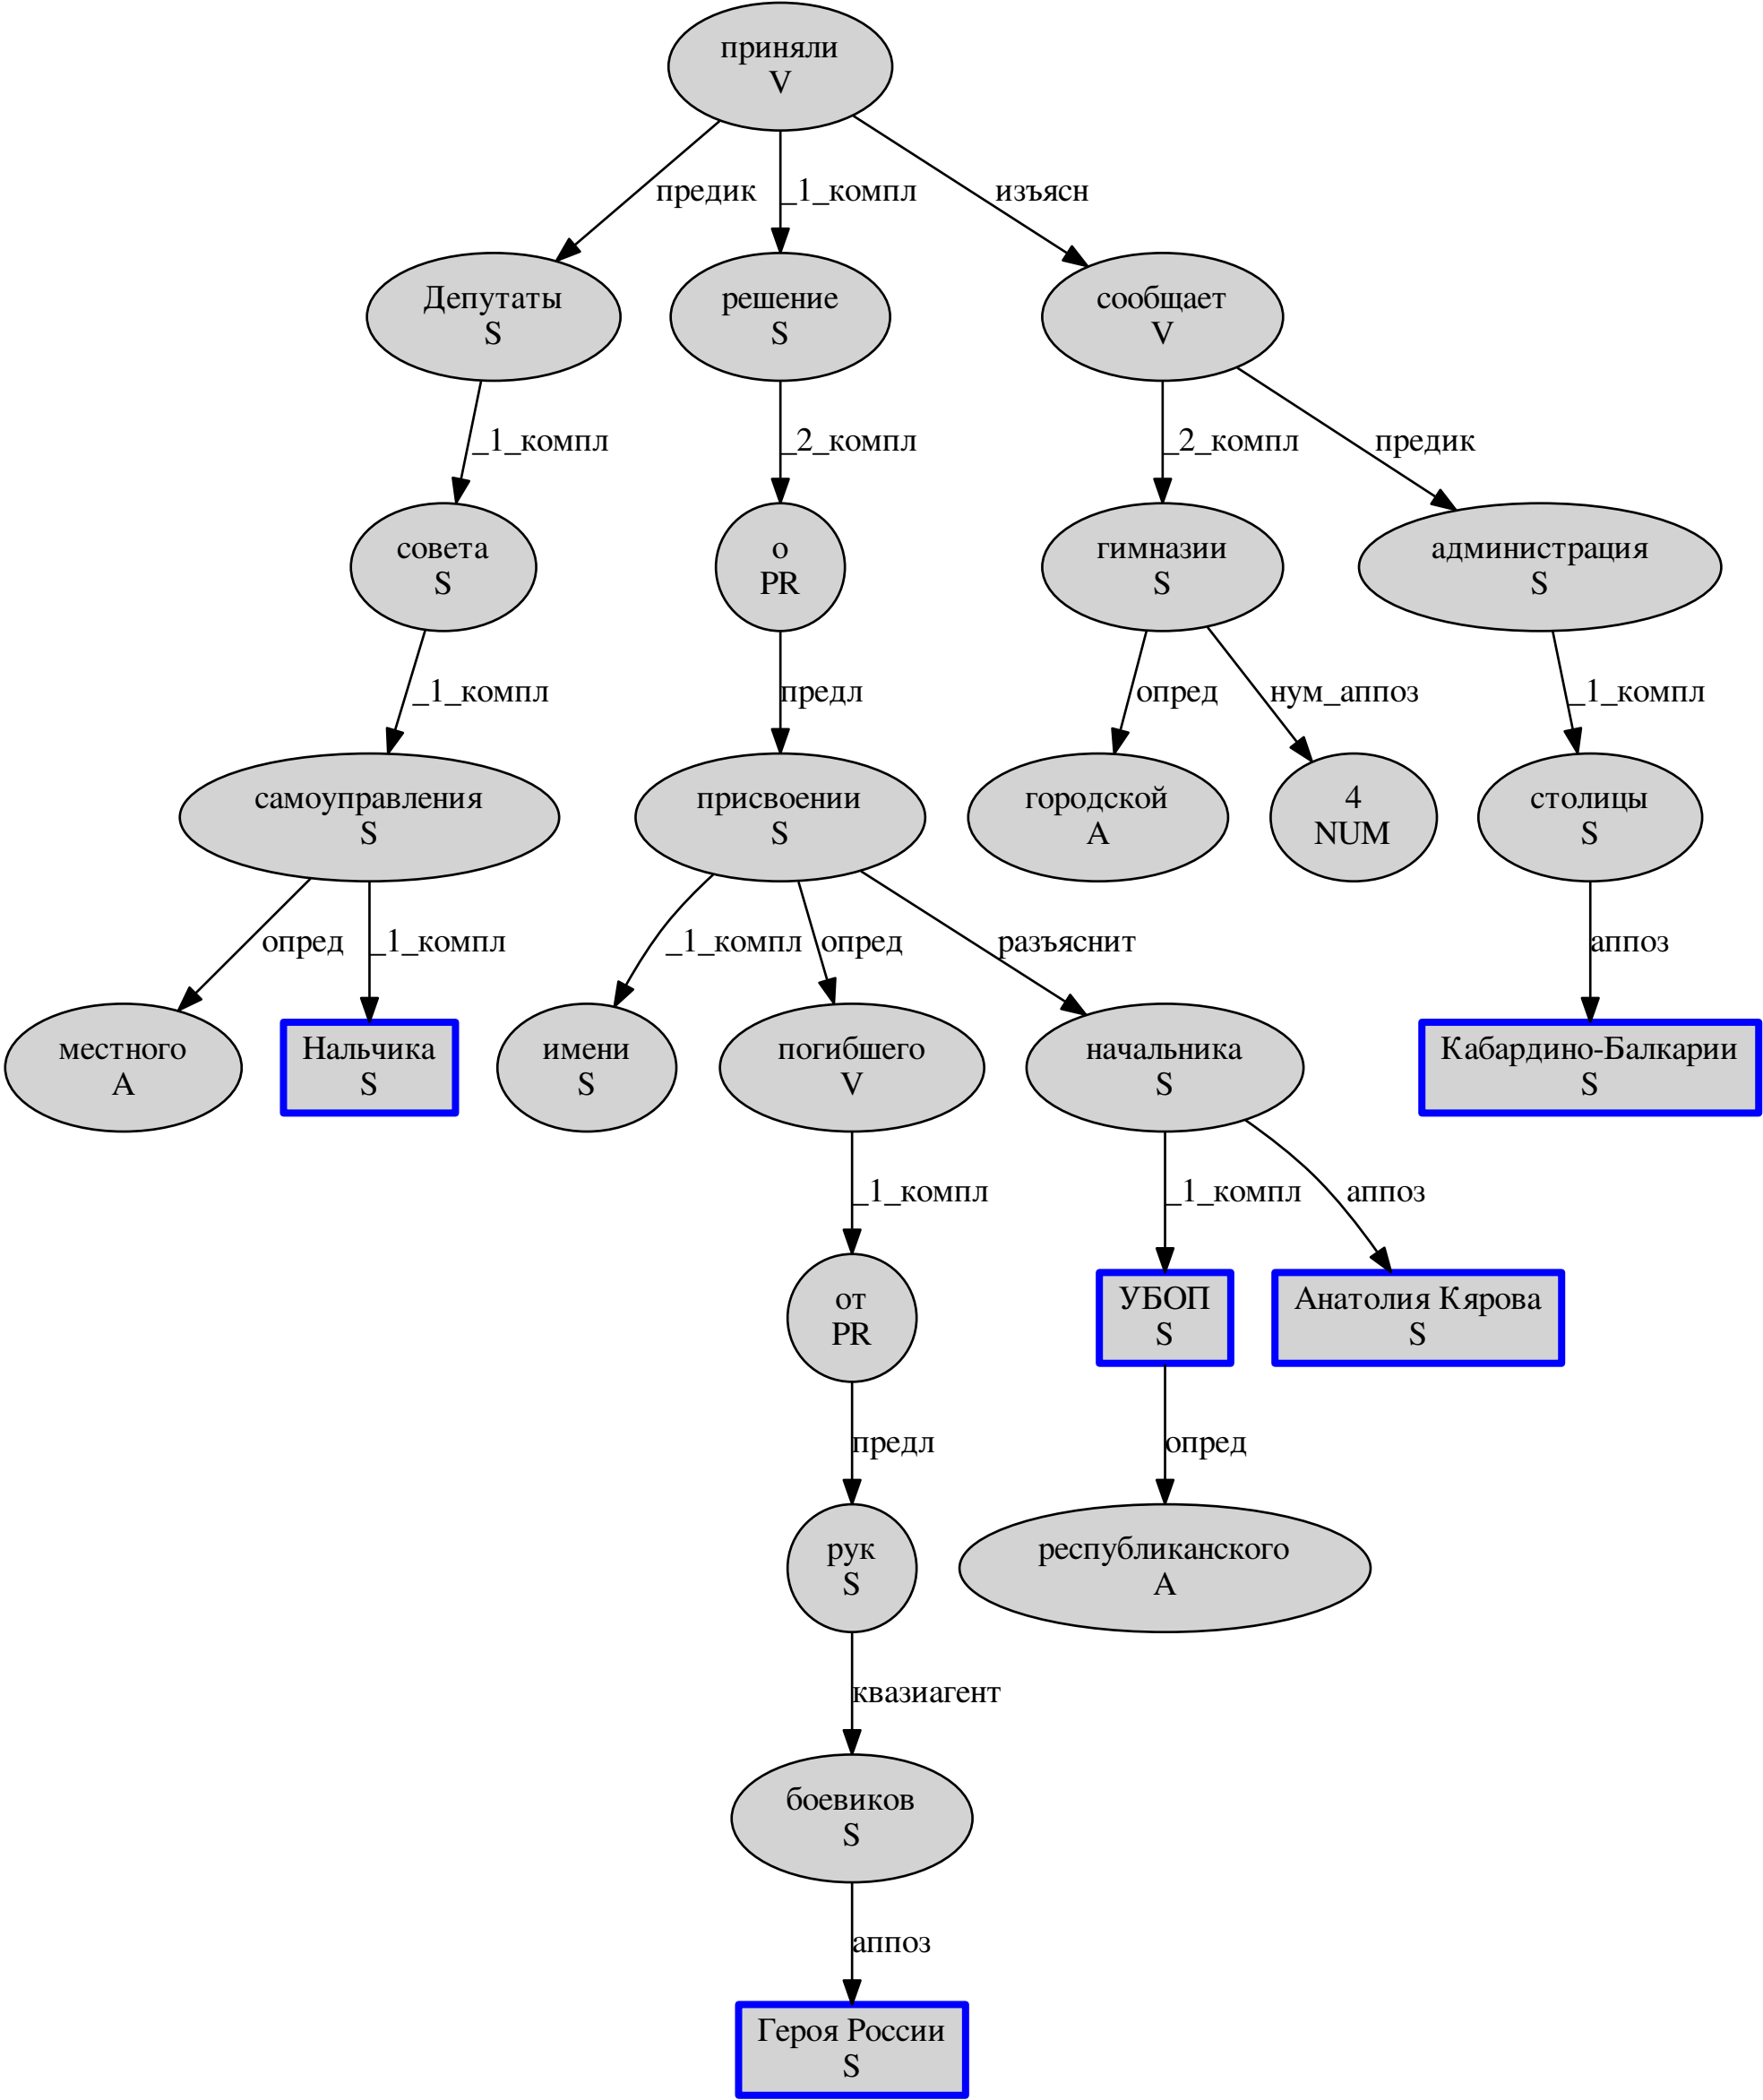 приняли
V
предик
_1_компл
изъясн
Депутаты
S
решение
S
сообщает
V
_1_компл
_2_компл
_2_компл
предик
совета
S
о
PR
гимназии
S
администрация
S
_1_компл
предл
опред
нум_аппоз
_1_компл
самоуправления
S
присвоении
S
городской
A
4
NUM
столицы
S
опред
_1_компл
_1_компл
опред
разъяснит
аппоз
местного
A
Нальчика
S
имени
S
погибшего
V
начальника
S
Кабардино-Балкарии
S
_1_компл
_1_компл
аппоз
от
PR
УБОП
S
Анатолия Кярова
S
предл
опред
рук
S
республиканского
A
квазиагент
боевиков
S
аппоз
Героя России
S